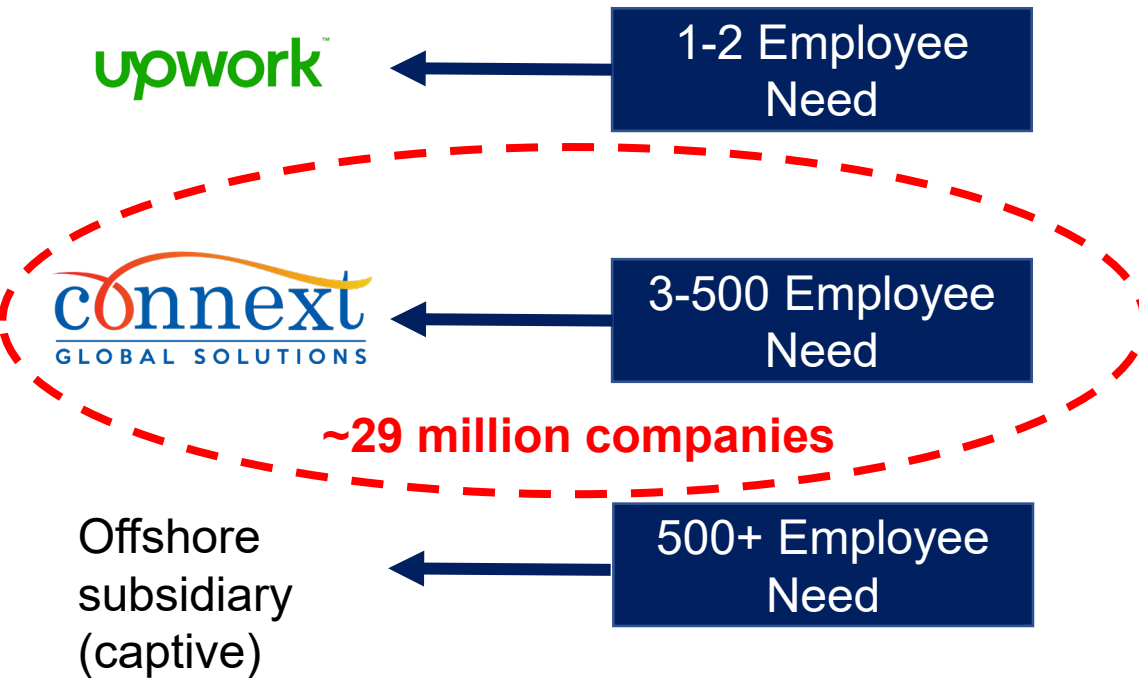 upwork™
1-2 Employee
Need
connext
GLOBAL SOLUTIONS
3-500 Employee
Need
~29 million companies
Offshore
subsidiary
(captive)
500+ Employee
Need